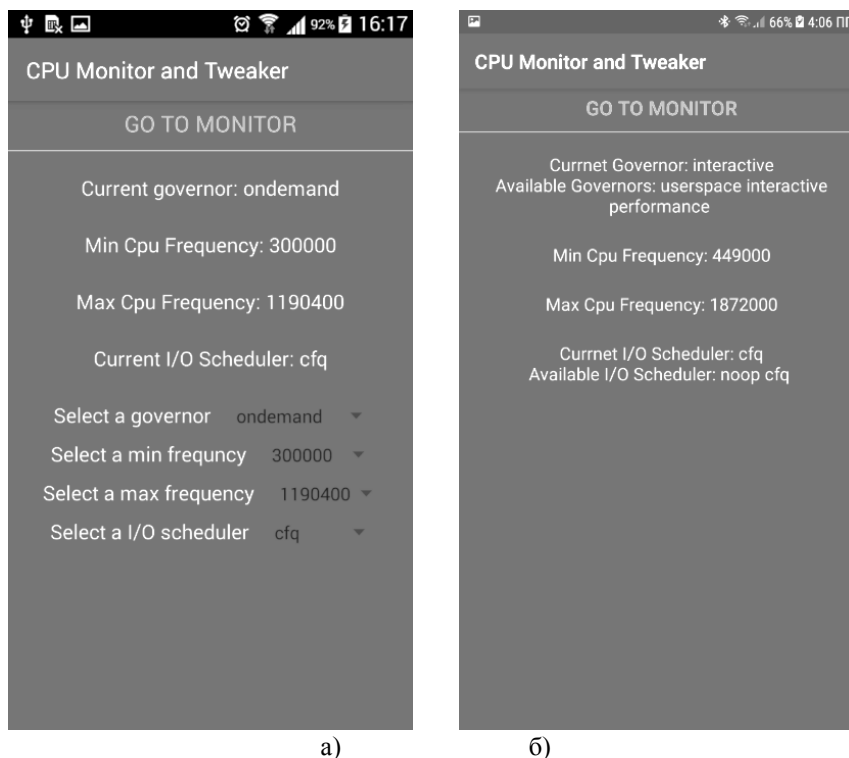 92% 16:17
CPU Monitor and Tweaker
GO TO MONITOR
Current governor: ondemand
Min Cpu Frequency: 300000
Max Cpu Frequency: 1190400
Current I/O Scheduler: cfq
Select a governor ondemand
Select a min frequncy 300000
Select a max frequency 1190400
Select a I/O scheduler cfq
а)
66% 4:06 ПП
CPU Monitor and Tweaker
GO TO MONITOR
Currnet Governor: interactive
Available Governors: userspace interactive
performance
Min Cpu Frequency: 449000
Max Cpu Frequency: 1872000
Currnet I/O Scheduler: cfq
Available I/O Scheduler: noop cfq
б)